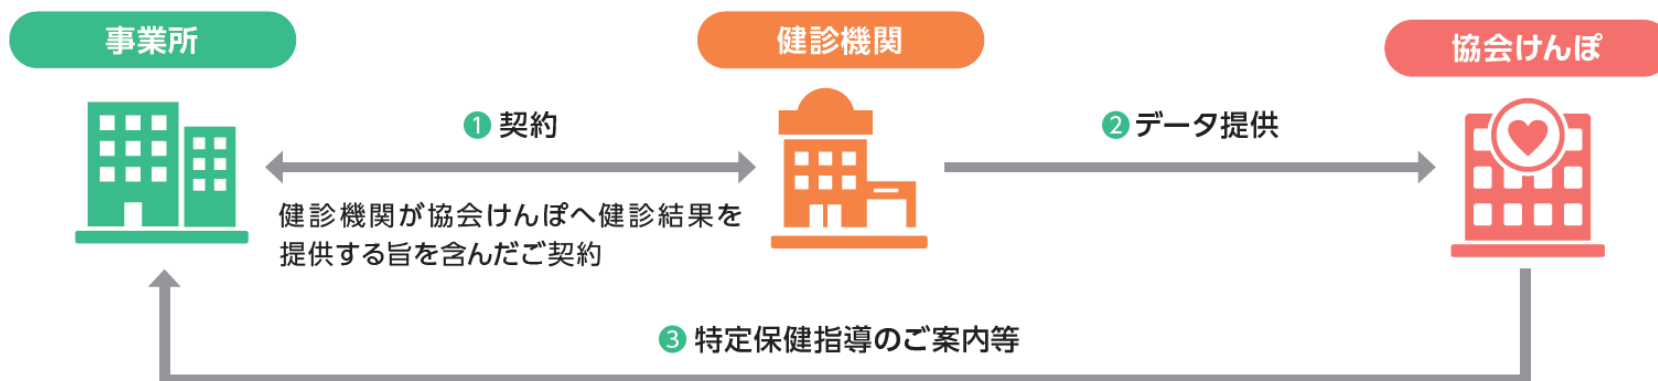 事業所
健診機関
協会けんぽ
1 契約
2 データ提供
健診機関が協会けんぽへ健診結果を
提供する旨を含んだご契約
3 特定保健指導のご案内等